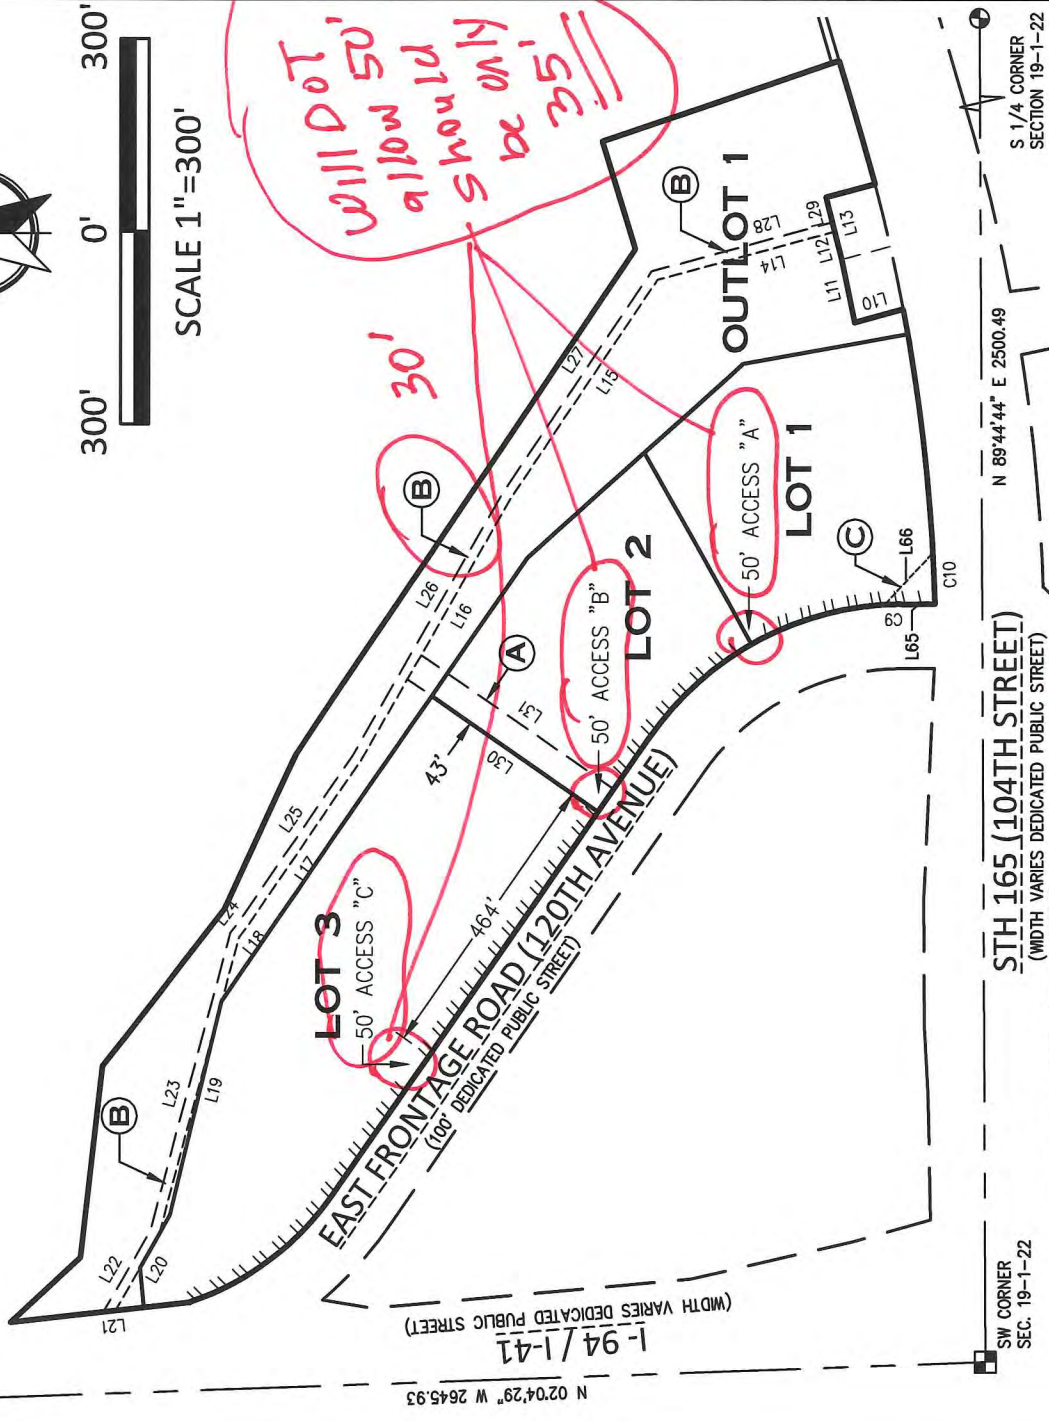 300'
0'
300'
SCALE 1"=300'
Will DOT
allow 50'
should
be only
35'
30'
B
B
B
A
C
OUTLOT 1
LOT 1
LOT 2
LOT 3
50' ACCESS "A"
50' ACCESS "B"
50' ACCESS "C"
43'
464'
L10
L11
L12
L13
L14
L15
L16
L17
L18
L19
L20
L21
L22
L23
L24
L25
L26
L27
L28
L29
L30
L31
L65
L66
C9
C10
EAST FRONTAGE ROAD (120TH AVENUE)
(100' DEDICATED PUBLIC STREET)
I-94 / I-41
(WIDTH VARIES DEDICATED PUBLIC STREET)
N 02°04'29" W 2645.93
STH 165 (104TH STREET)
(WIDTH VARIES DEDICATED PUBLIC STREET)
N 89°44'44" E 2500.49
SW CORNER
SEC. 19-1-22
S 1/4 CORNER
SECTION 19-1-22